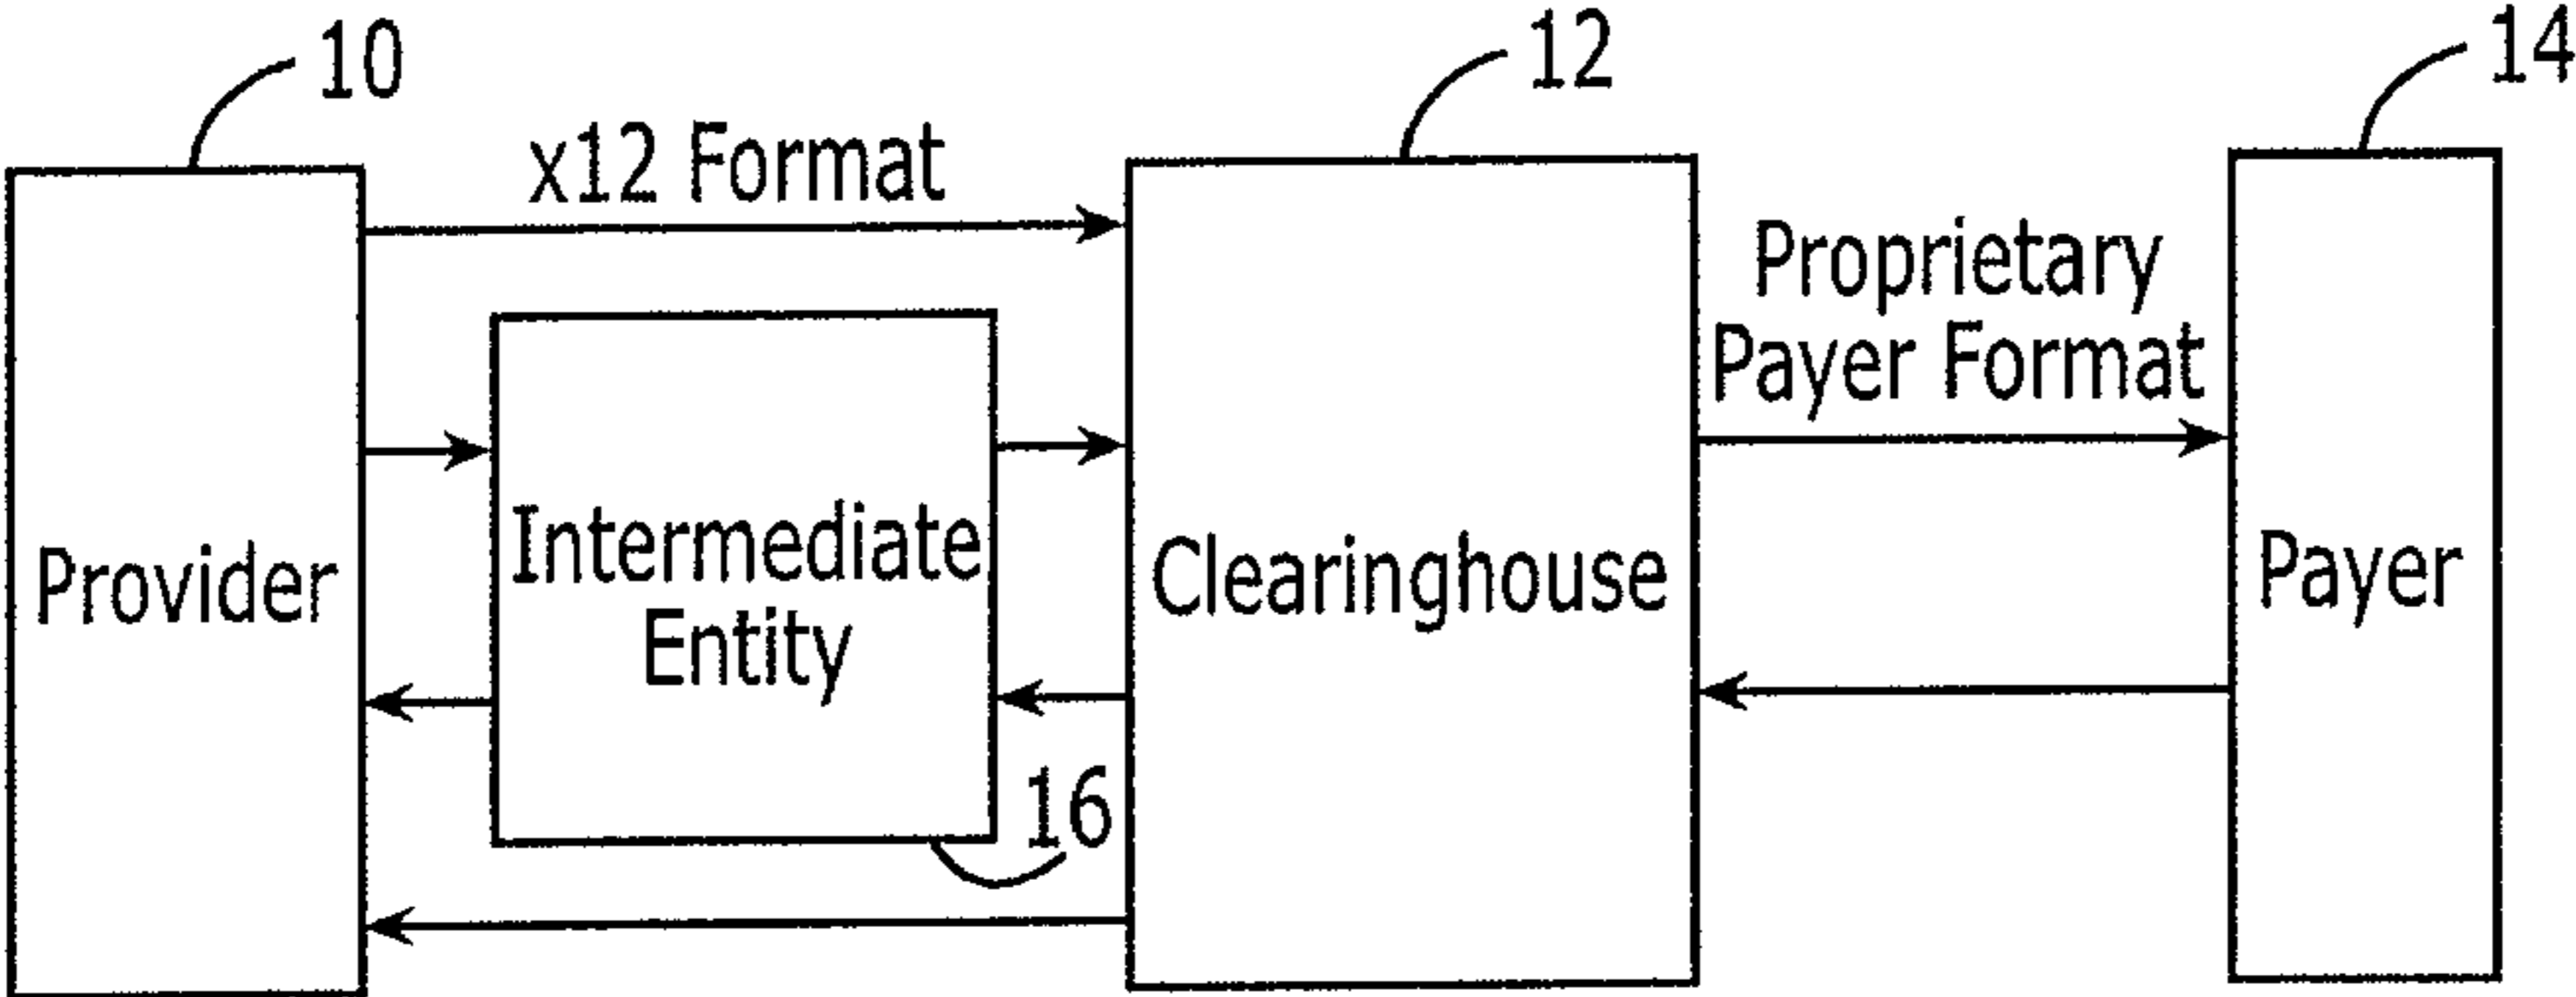 10
12
14
x12 Format
Proprietary
Payer Format
Provider
Intermediate
Entity
Clearinghouse
Payer
16